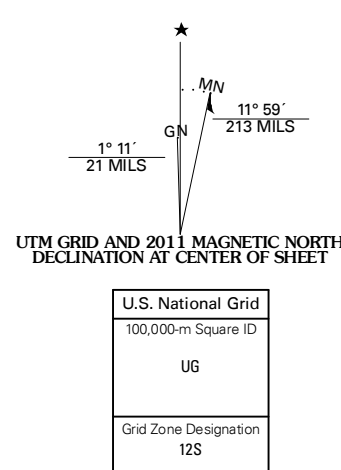 ★
MN
GN
11° 59´
213 MILS
1° 11´
21 MILS
UTM GRID AND 2011 MAGNETIC NORTH
DECLINATION AT CENTER OF SHEET
U.S. National Grid
100,000-m Square ID
UG
Grid Zone Designation
12S